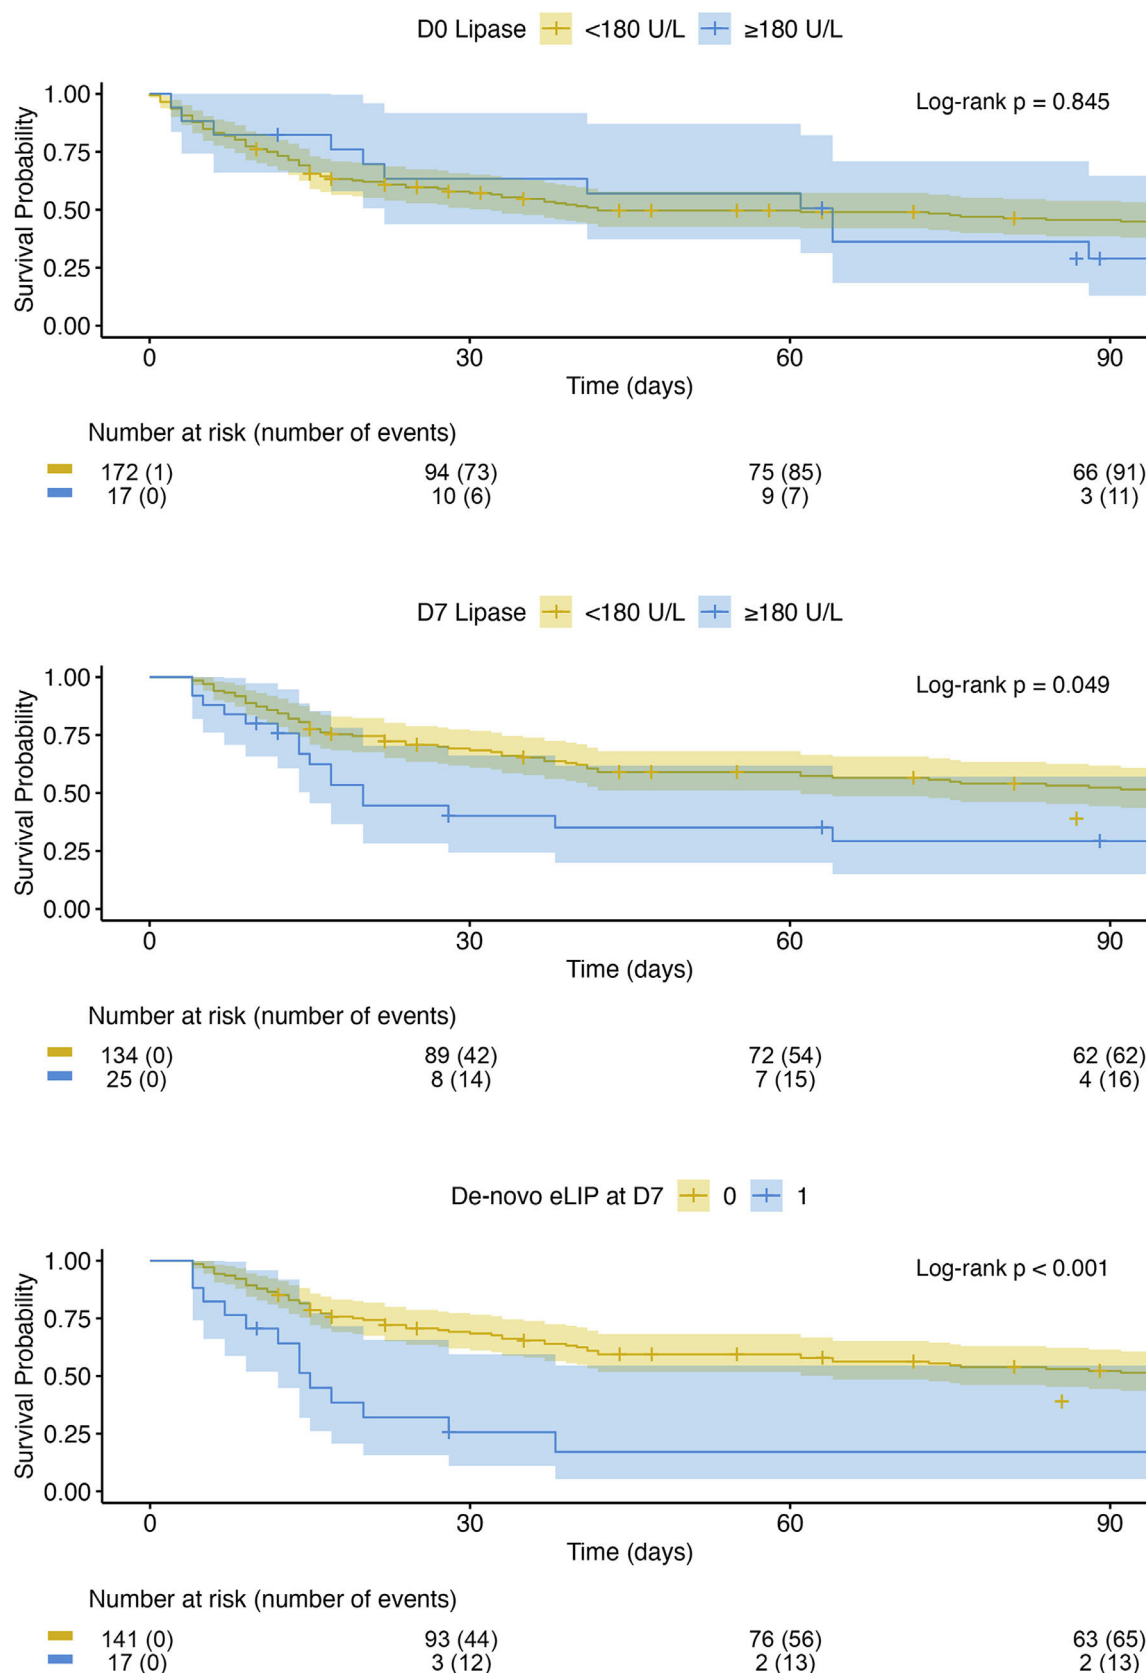 D0 Lipase <180 U/L ≥180 U/L
Log-rank p = 0.845
Survival Probability
1.00
0.75
0.50
0.25
0.00
0 30 60 90
Time (days)
Number at risk (number of events)
172 (1) 94 (73) 75 (85) 66 (91)
17 (0) 10 (6) 9 (7) 3 (11)
D7 Lipase <180 U/L ≥180 U/L
Log-rank p = 0.049
Survival Probability
1.00
0.75
0.50
0.25
0.00
0 30 60 90
Time (days)
Number at risk (number of events)
134 (0) 89 (42) 72 (54) 62 (62)
25 (0) 8 (14) 7 (15) 4 (16)
De-novo eLIP at D7 0 1
Log-rank p < 0.001
Survival Probability
1.00
0.75
0.50
0.25
0.00
0 30 60 90
Time (days)
Number at risk (number of events)
141 (0) 93 (44) 76 (56) 63 (65)
17 (0) 3 (12) 2 (13) 2 (13)